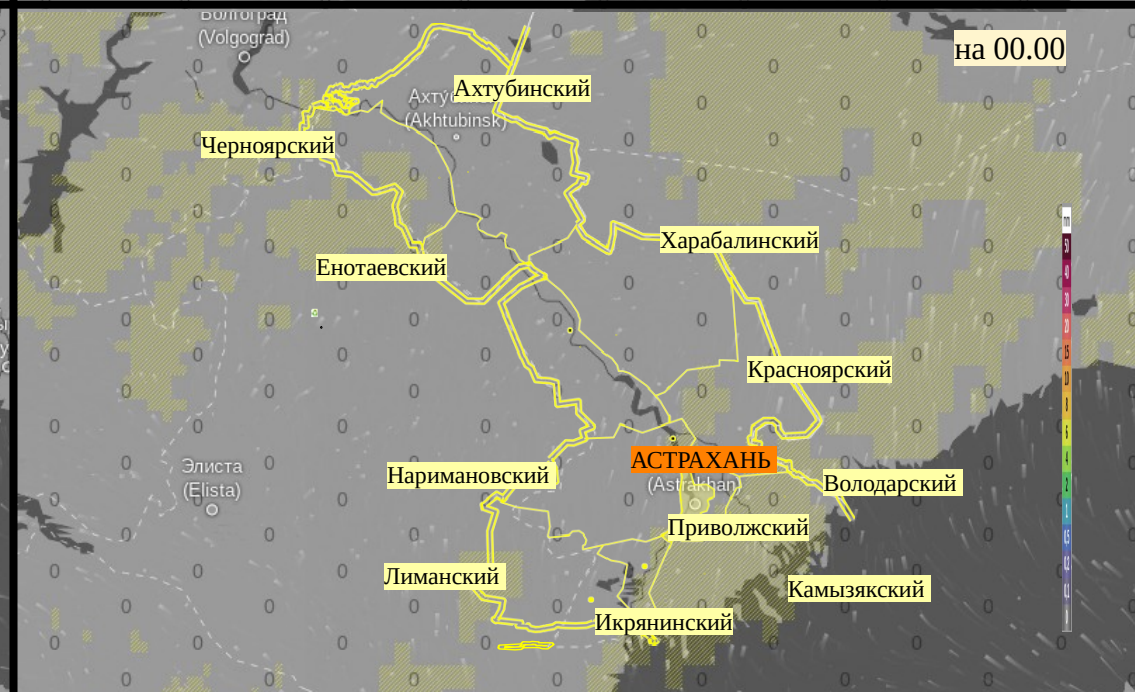 Волгоград
(Volgograd)
на 00.00
Ахтубинский
(Akhtubinsk)
Черноярский
Харабалинский
Енотаевский
Красноярский
АСТРАХАНЬ
(Astrakhan)
Элиста
(Elista)
Наримановский
Володарский
Приволжский
Лиманский
Камызякский
Икрянинский